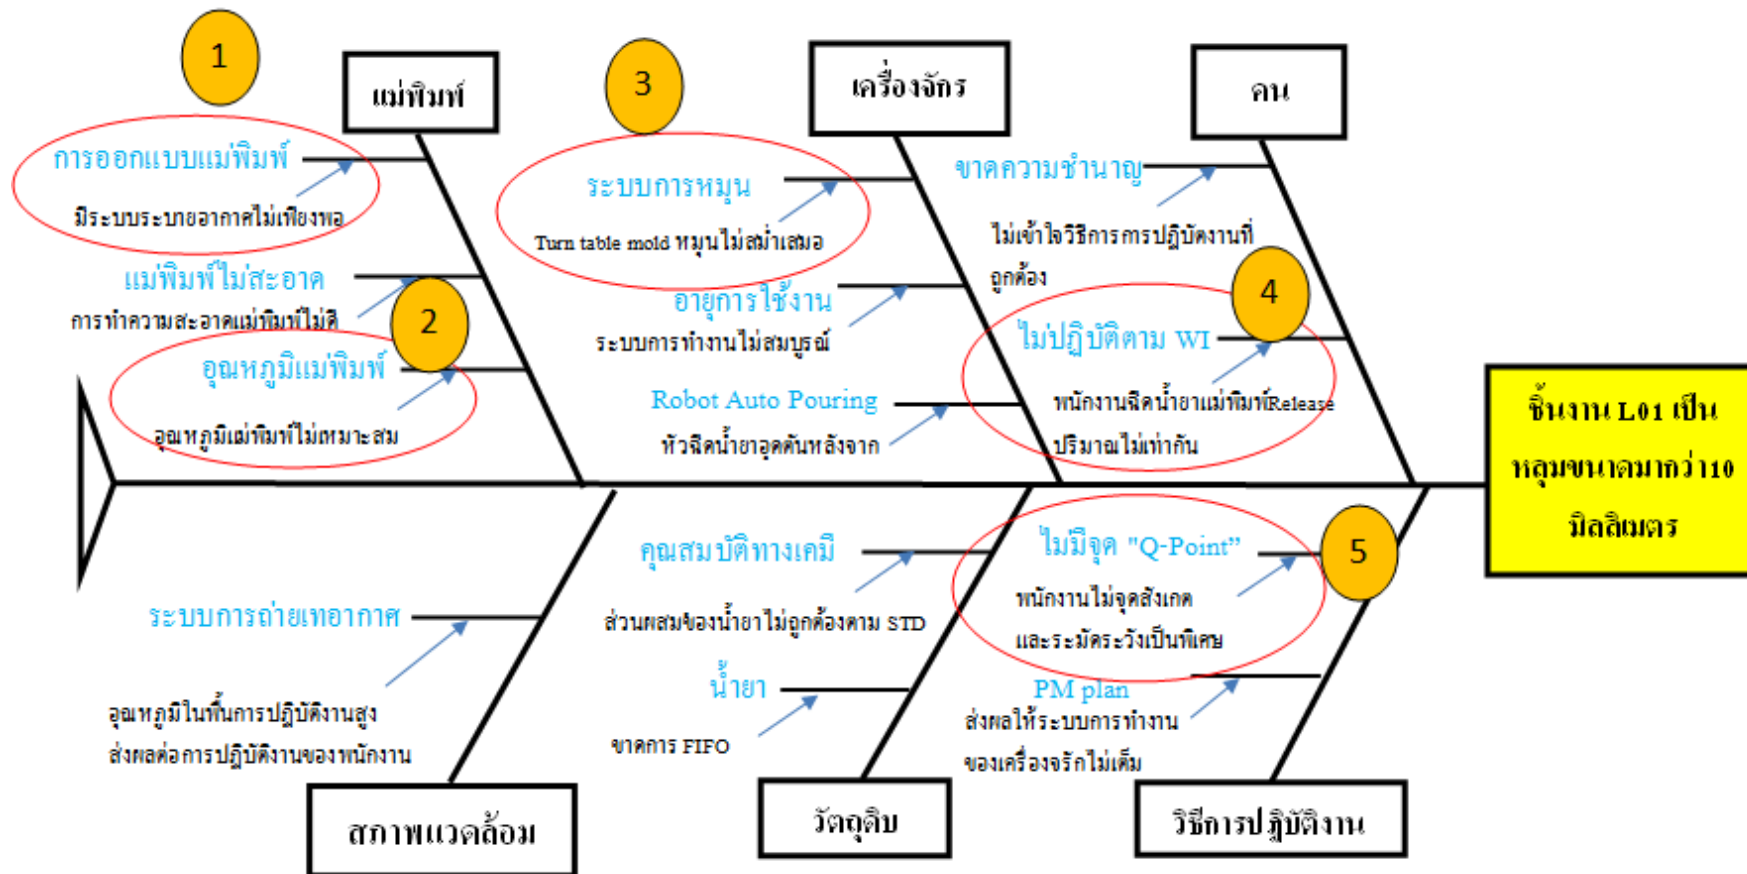 1
แม่พิมพ์
การออกแบบแม่พิมพ์
มีระบบระบายอากาศไม่เพียงพอ
แม่พิมพ์ไม่สะอาด
การทำความสะอาดแม่พิมพ์ไม่ดี
2
อุณหภูมิแม่พิมพ์
อุณหภูมิแม่พิมพ์ไม่เหมาะสม
3
เครื่องจักร
ระบบการหมุน
Turn table mold หมุนไม่สม่ำเสมอ
อายุการใช้งาน
ระบบการทำงานไม่สมบูรณ์
Robot Auto Pouring
หัวฉีดน้ำยาอุดตันหลังจาก
คน
ขาดความชำนาญ
ไม่เข้าใจวิธีการการปฏิบัติงานที่
ถูกต้อง
4
ไม่ปฏิบัติตาม WI
พนักงานฉีดน้ำยาแม่พิมพ์Release
ปริมาณไม่เท่ากัน
ชิ้นงาน L01 เป็น
หลุมขนาดมากว่า10
มิลลิเมตร
ระบบการถ่ายเทอากาศ
อุณหภูมิในพื้นการปฏิบัติงานสูง
ส่งผลต่อการปฏิบัติงานของพนักงาน
สภาพแวดล้อม
คุณสมบัติทางเคมี
ส่วนผสมของน้ำยาไม่ถูกต้องตาม STD
น้ำยา
ขาดการ FIFO
วัตถุดิบ
ไม่มีจุด "Q-Point”
5
พนักงานไม่จุดสังเกต
และระมัดระวังเป็นพิเศษ
PM plan
ส่งผลให้ระบบการทำงาน
ของเครื่องจรักไม่เต็ม
วิธีการปฏิบัติงาน